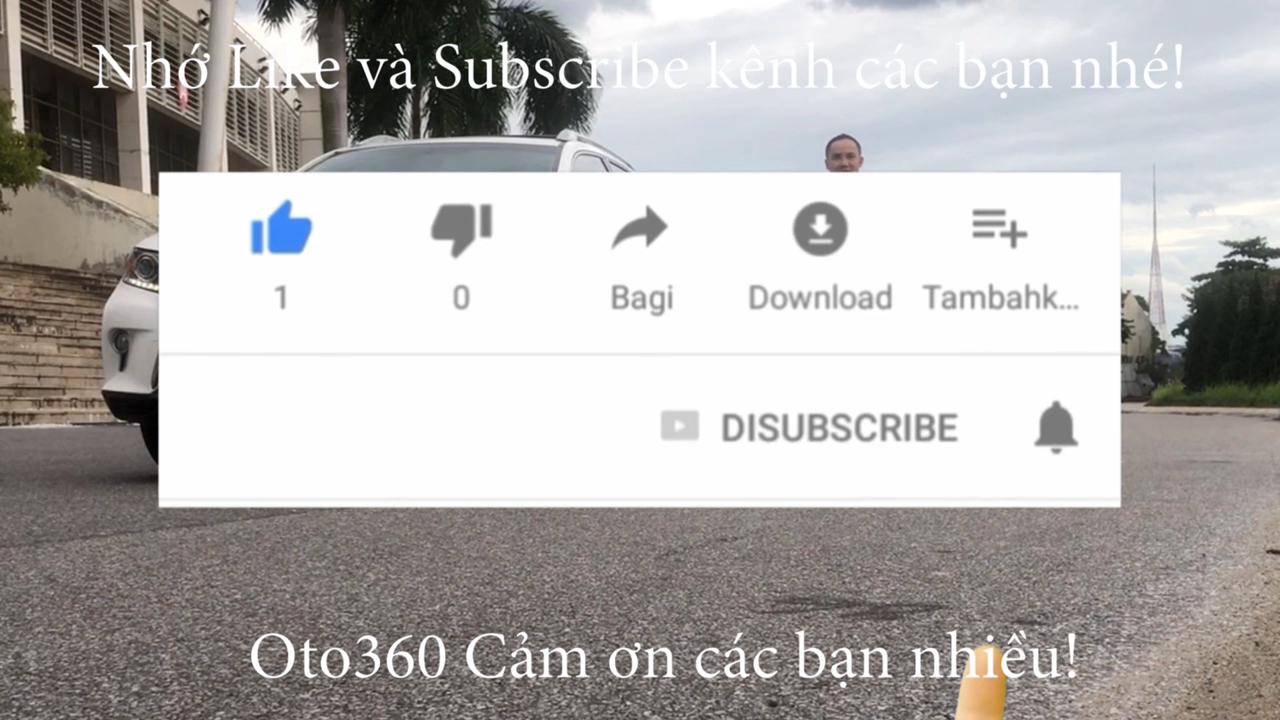 Nhớ Like và Subscribe kênh các bạn nhé!
1 0 Bagi Download Tambahk...
DISUBSCRIBE
Oto360 Cảm ơn các bạn nhiều!